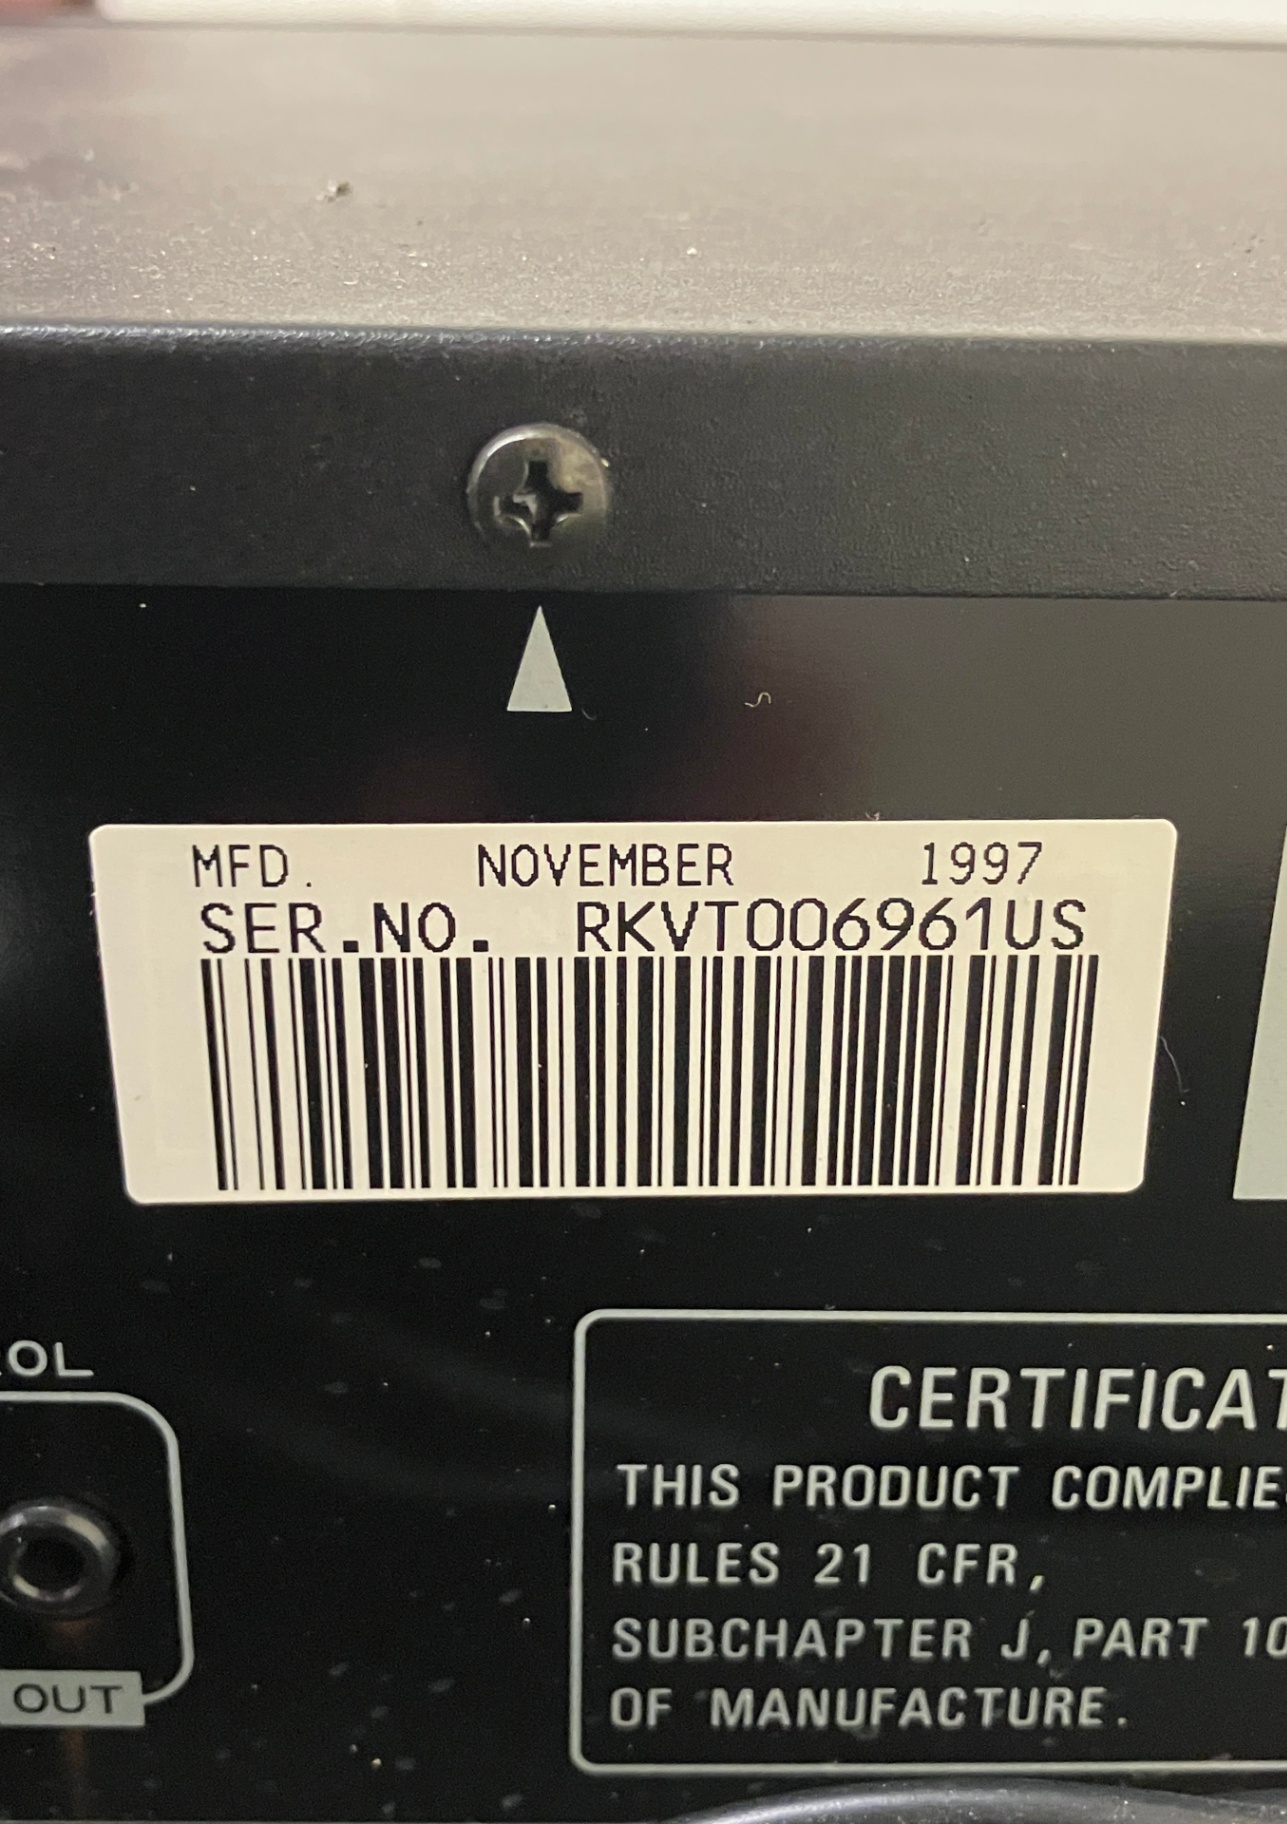 MFD. NOVEMBER 1997
SER.NO. RKVT006961US
OL
OUT
CERTIFICAT
THIS PRODUCT COMPLIE
RULES 21 CFR,
SUBCHAPTER J, PART 10
OF MANUFACTURE.